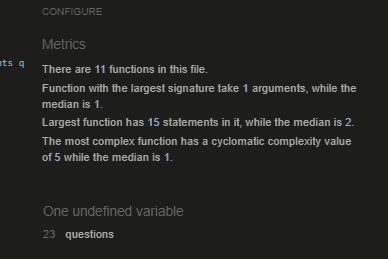 CONFIGURE
Metrics
There are 11 functions in this file.
nts q
Function with the largest signature take 1 arguments, while the
median is 1.
Largest function has 15 statements in it, while the median is 2.
The most complex function has a cyclomatic complexity value
of 5 while the median is 1.
One undefined variable
23 questions